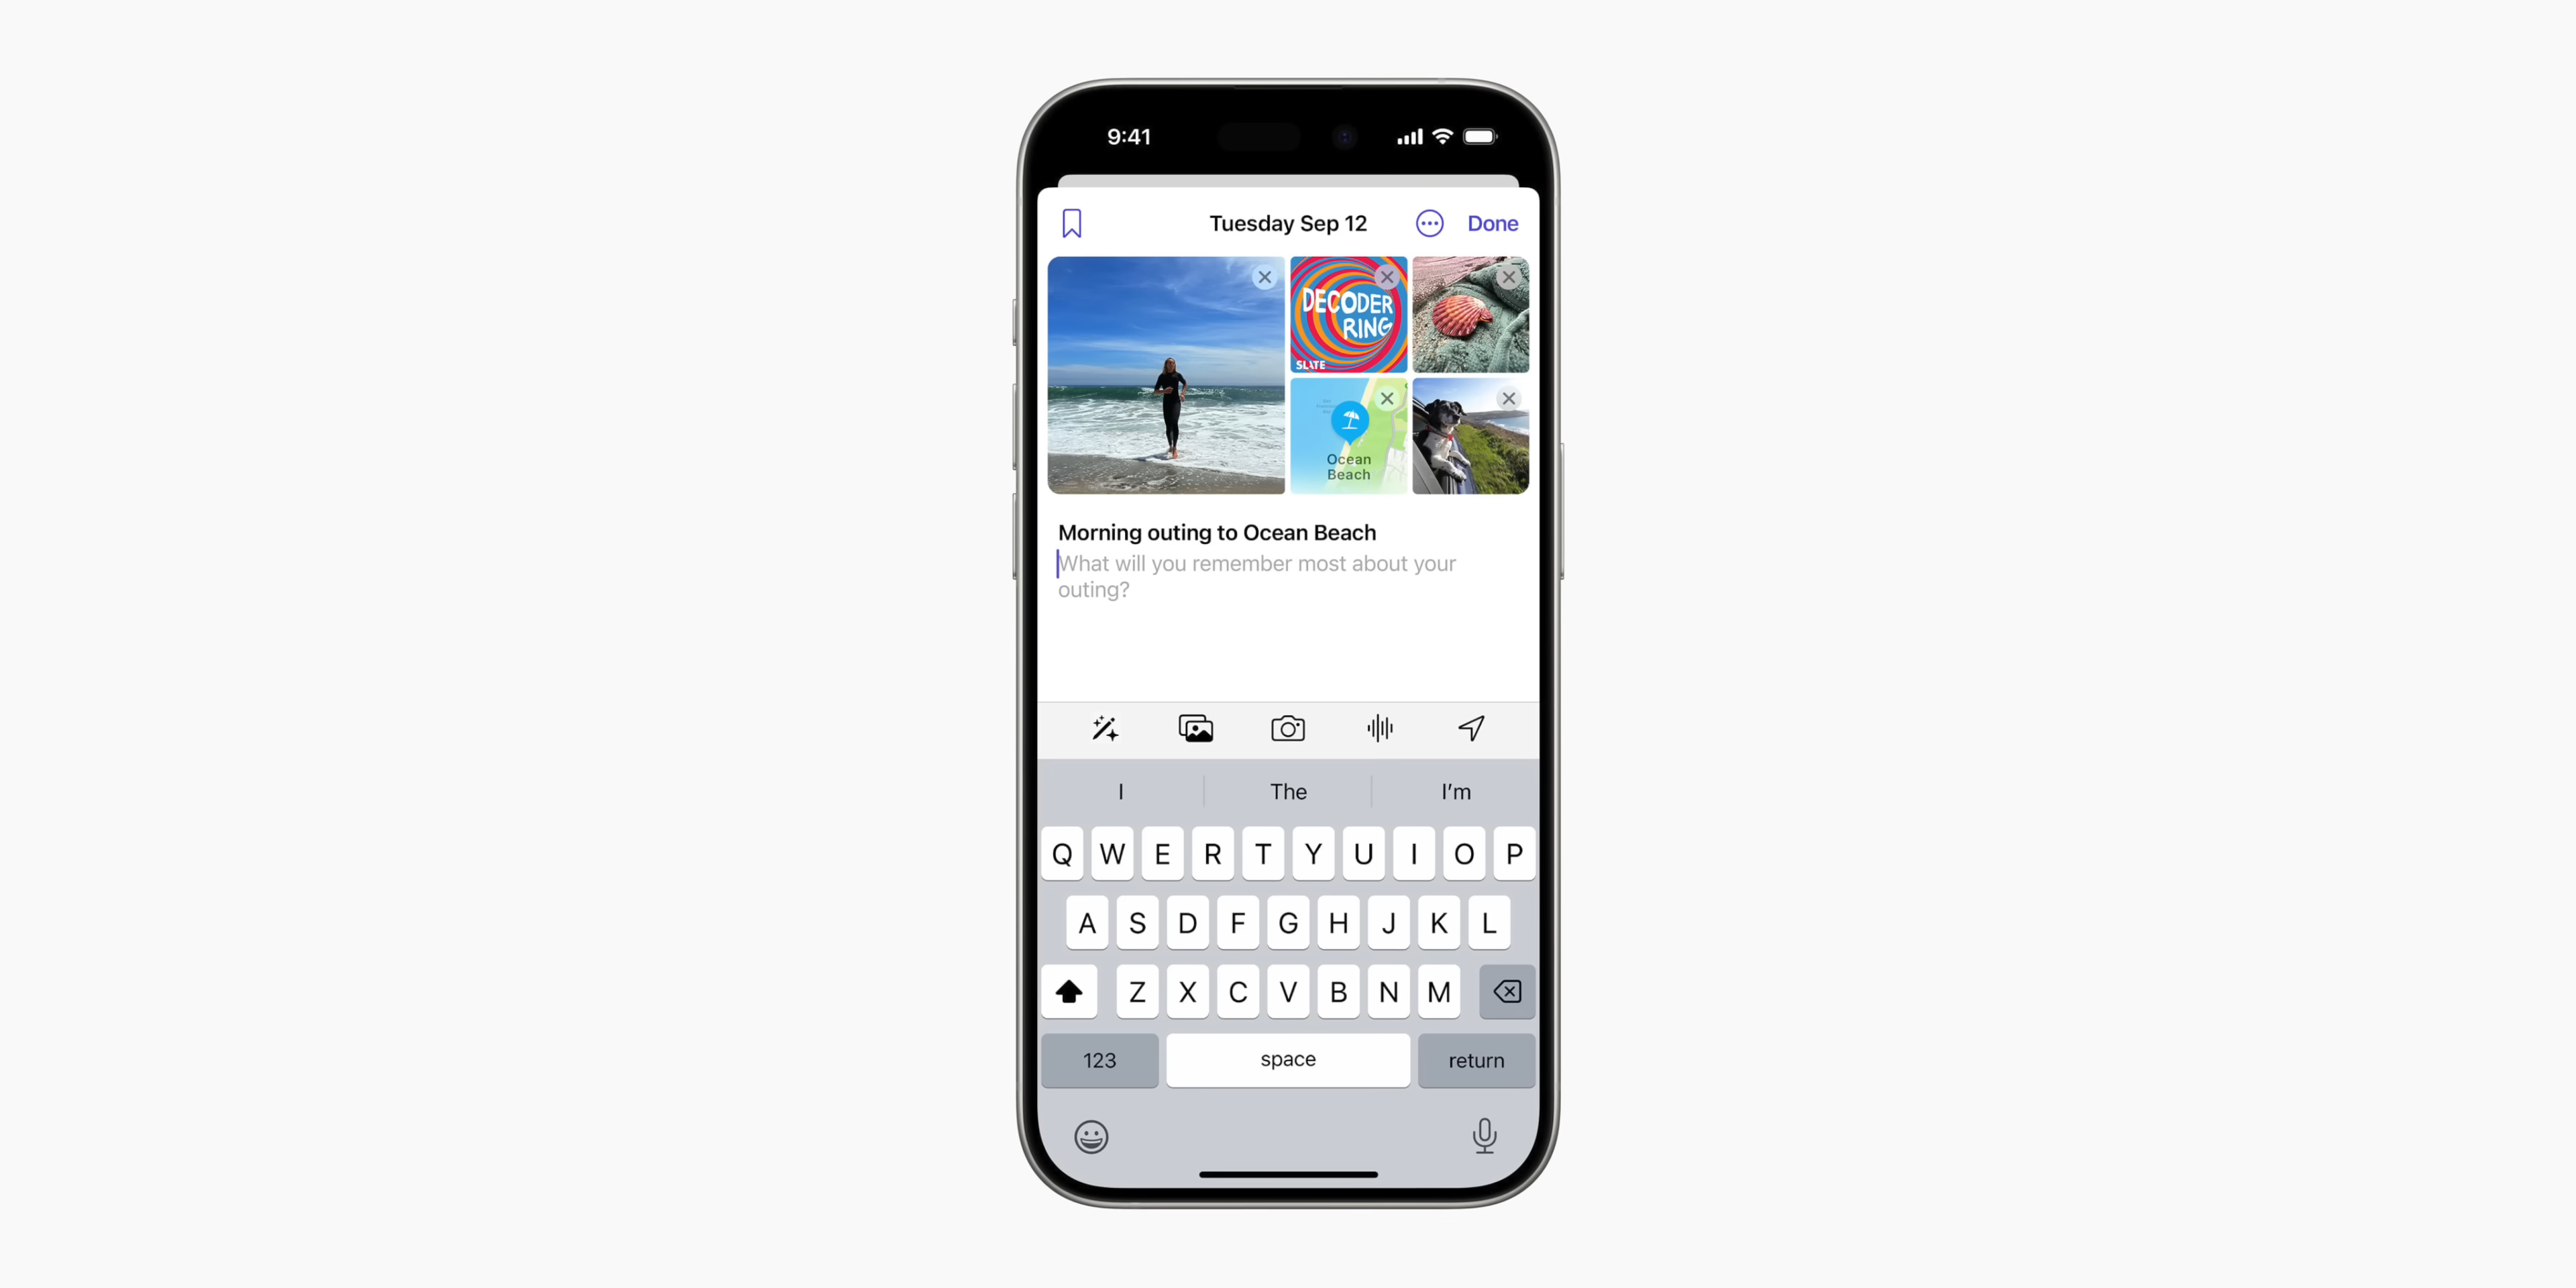 9:41
Tuesday Sep 12
Done
DECODER
RING
SLATE
Ocean
Beach
Morning outing to Ocean Beach
What will you remember most about your
outing?
I The I’m
Q W E R T Y U I O P
A S D F G H J K L
Z X C V B N M
123 space return